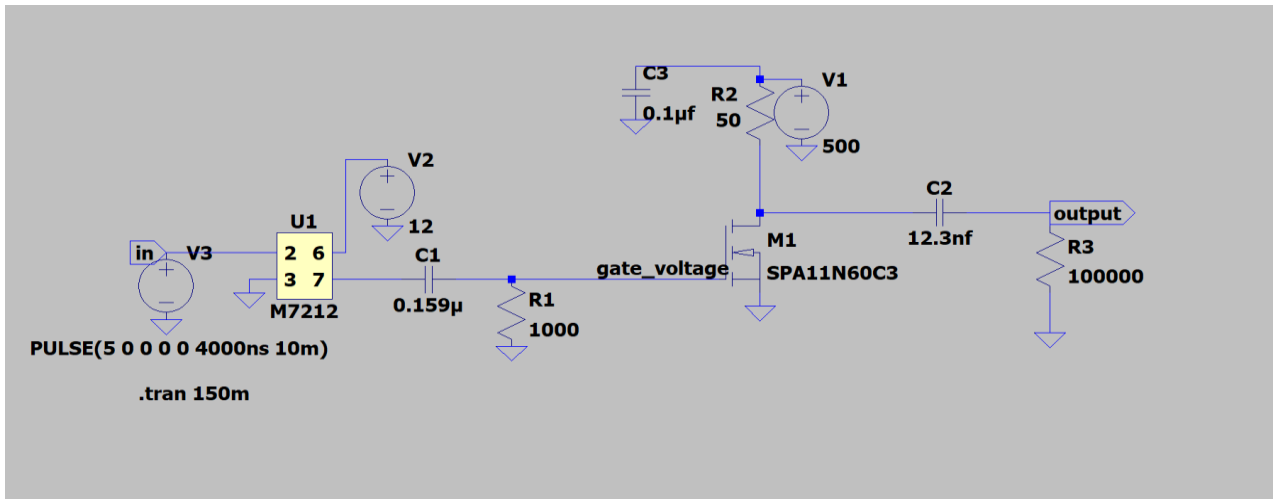 C3
0.1µf
R2
50
V1
500
V2
12
U1
2 6
3 7
M7212
in
V3
C1
0.159µ
R1
1000
gate_voltage
M1
SPA11N60C3
C2
12.3nf
output
R3
100000
PULSE(5 0 0 0 0 4000ns 10m)
.tran 150m